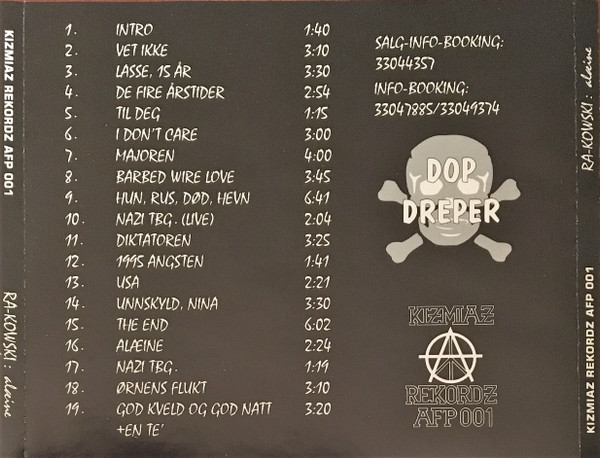 KIZMIAZ REKORDZ AFP 001
RA-KOWSKI : alæine
1. INTRO 1:40
2. VET IKKE 3:10
3. LASSE, 15 ÅR 3:30
4. DE FIRE ÅRSTIDER 2:54
5. TIL DEG 1:15
6. I DON'T CARE 3:00
7. MAJOREN 4:00
8. BARBED WIRE LOVE 3:45
9. HUN, RUS, DØD, HEVN 6:41
10. NAZI TBG. (LIVE) 2:04
11. DIKTATOREN 3:25
12. 1995 ANGSTEN 1:41
13. USA 2:21
14. UNNSKYLD, NINA 3:30
15. THE END 6:02
16. ALÆINE 2:24
17. NAZI TBG. 1:19
18. ØRNENS FLUKT 3:10
19. GOD KVELD OG GOD NATT 3:20
+EN TE'
SALG-INFO-BOOKING:
33044357
INFO-BOOKING:
33047885/33049374
DOP
DREPER
KIZMIAZ
REKORDZ
AFP 001
RA-KOWSKI : alæine
KIZMIAZ REKORDZ AFP 001